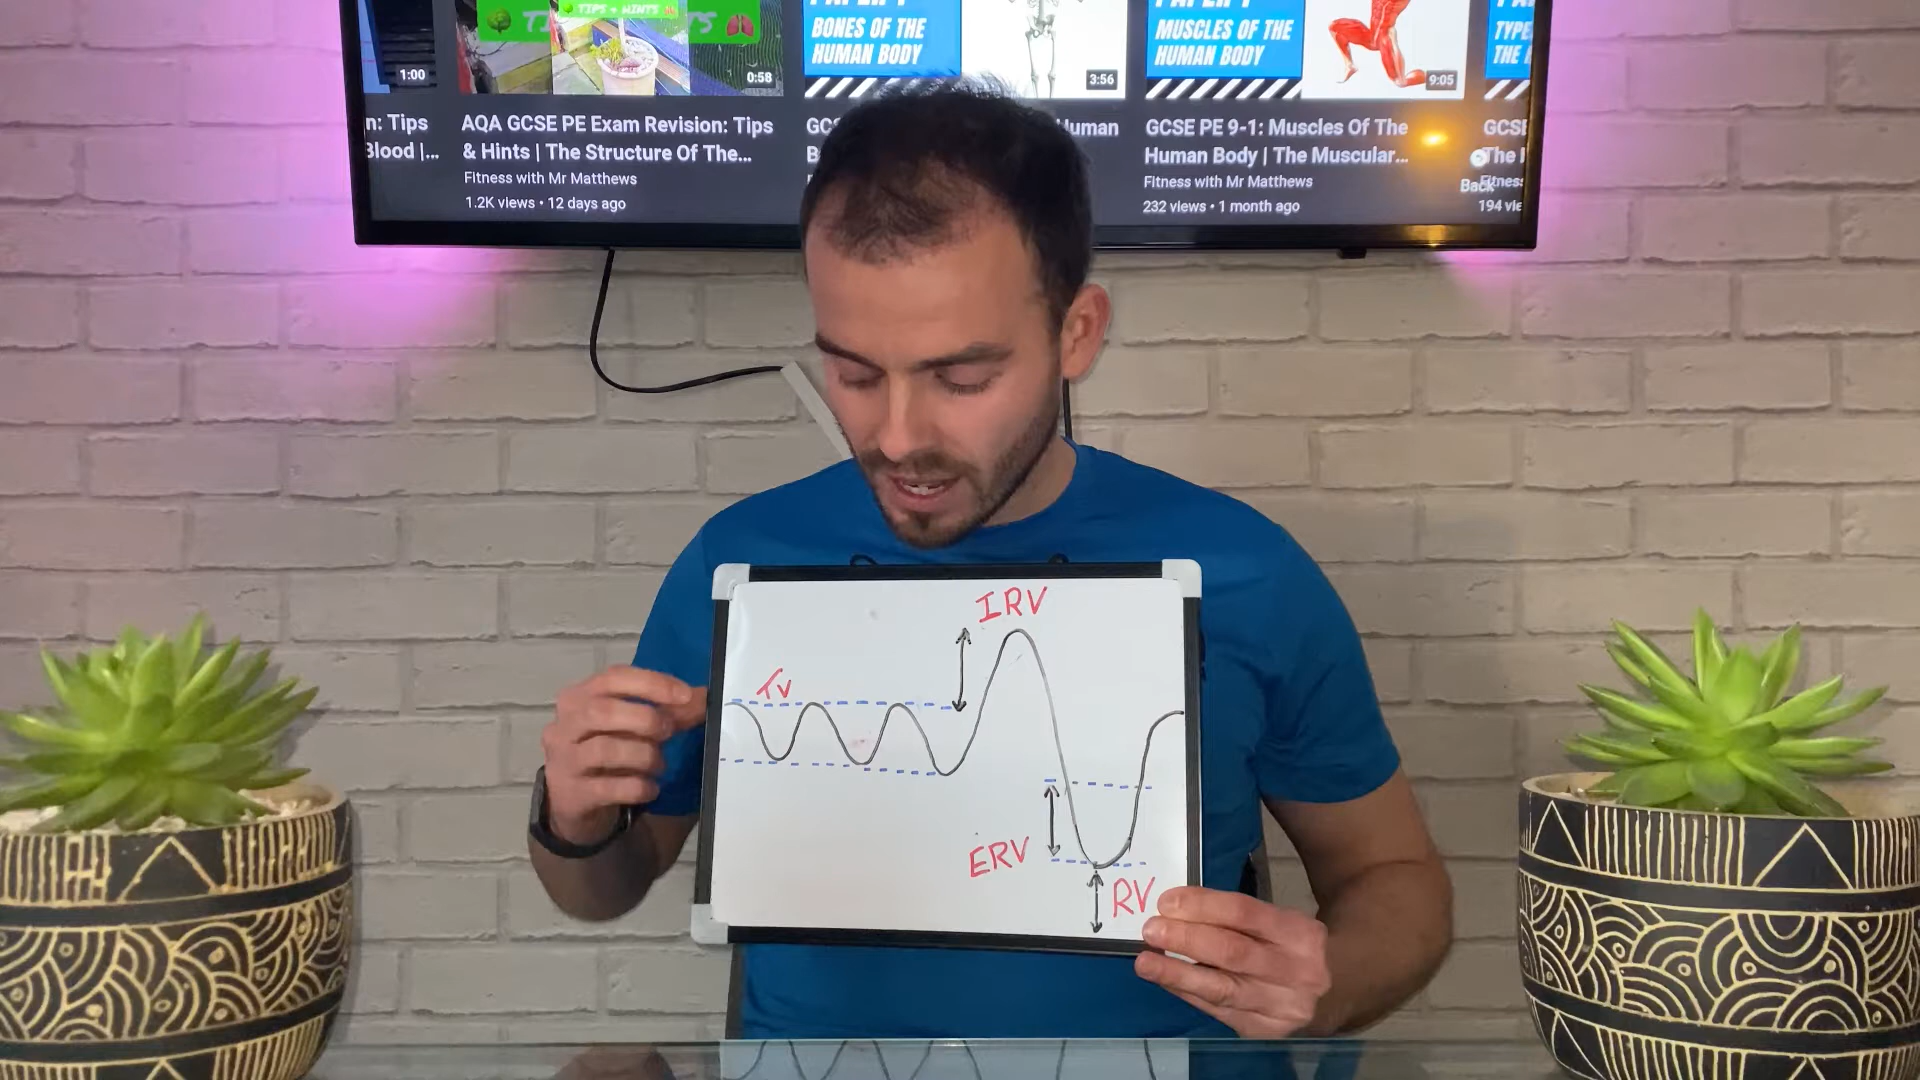 TIPS + HINTS
BONES OF THE
HUMAN BODY
MUSCLES OF THE
HUMAN BODY
1:00
0:58
3:56
9:05
n: Tips
Blood |...
AQA GCSE PE Exam Revision: Tips
& Hints | The Structure Of The...
Fitness with Mr Matthews
1.2K views • 12 days ago
Human
GCSE PE 9-1: Muscles Of The
Human Body | The Muscular...
Fitness with Mr Matthews
232 views • 1 month ago
Back
IRV
TV
ERV
RV